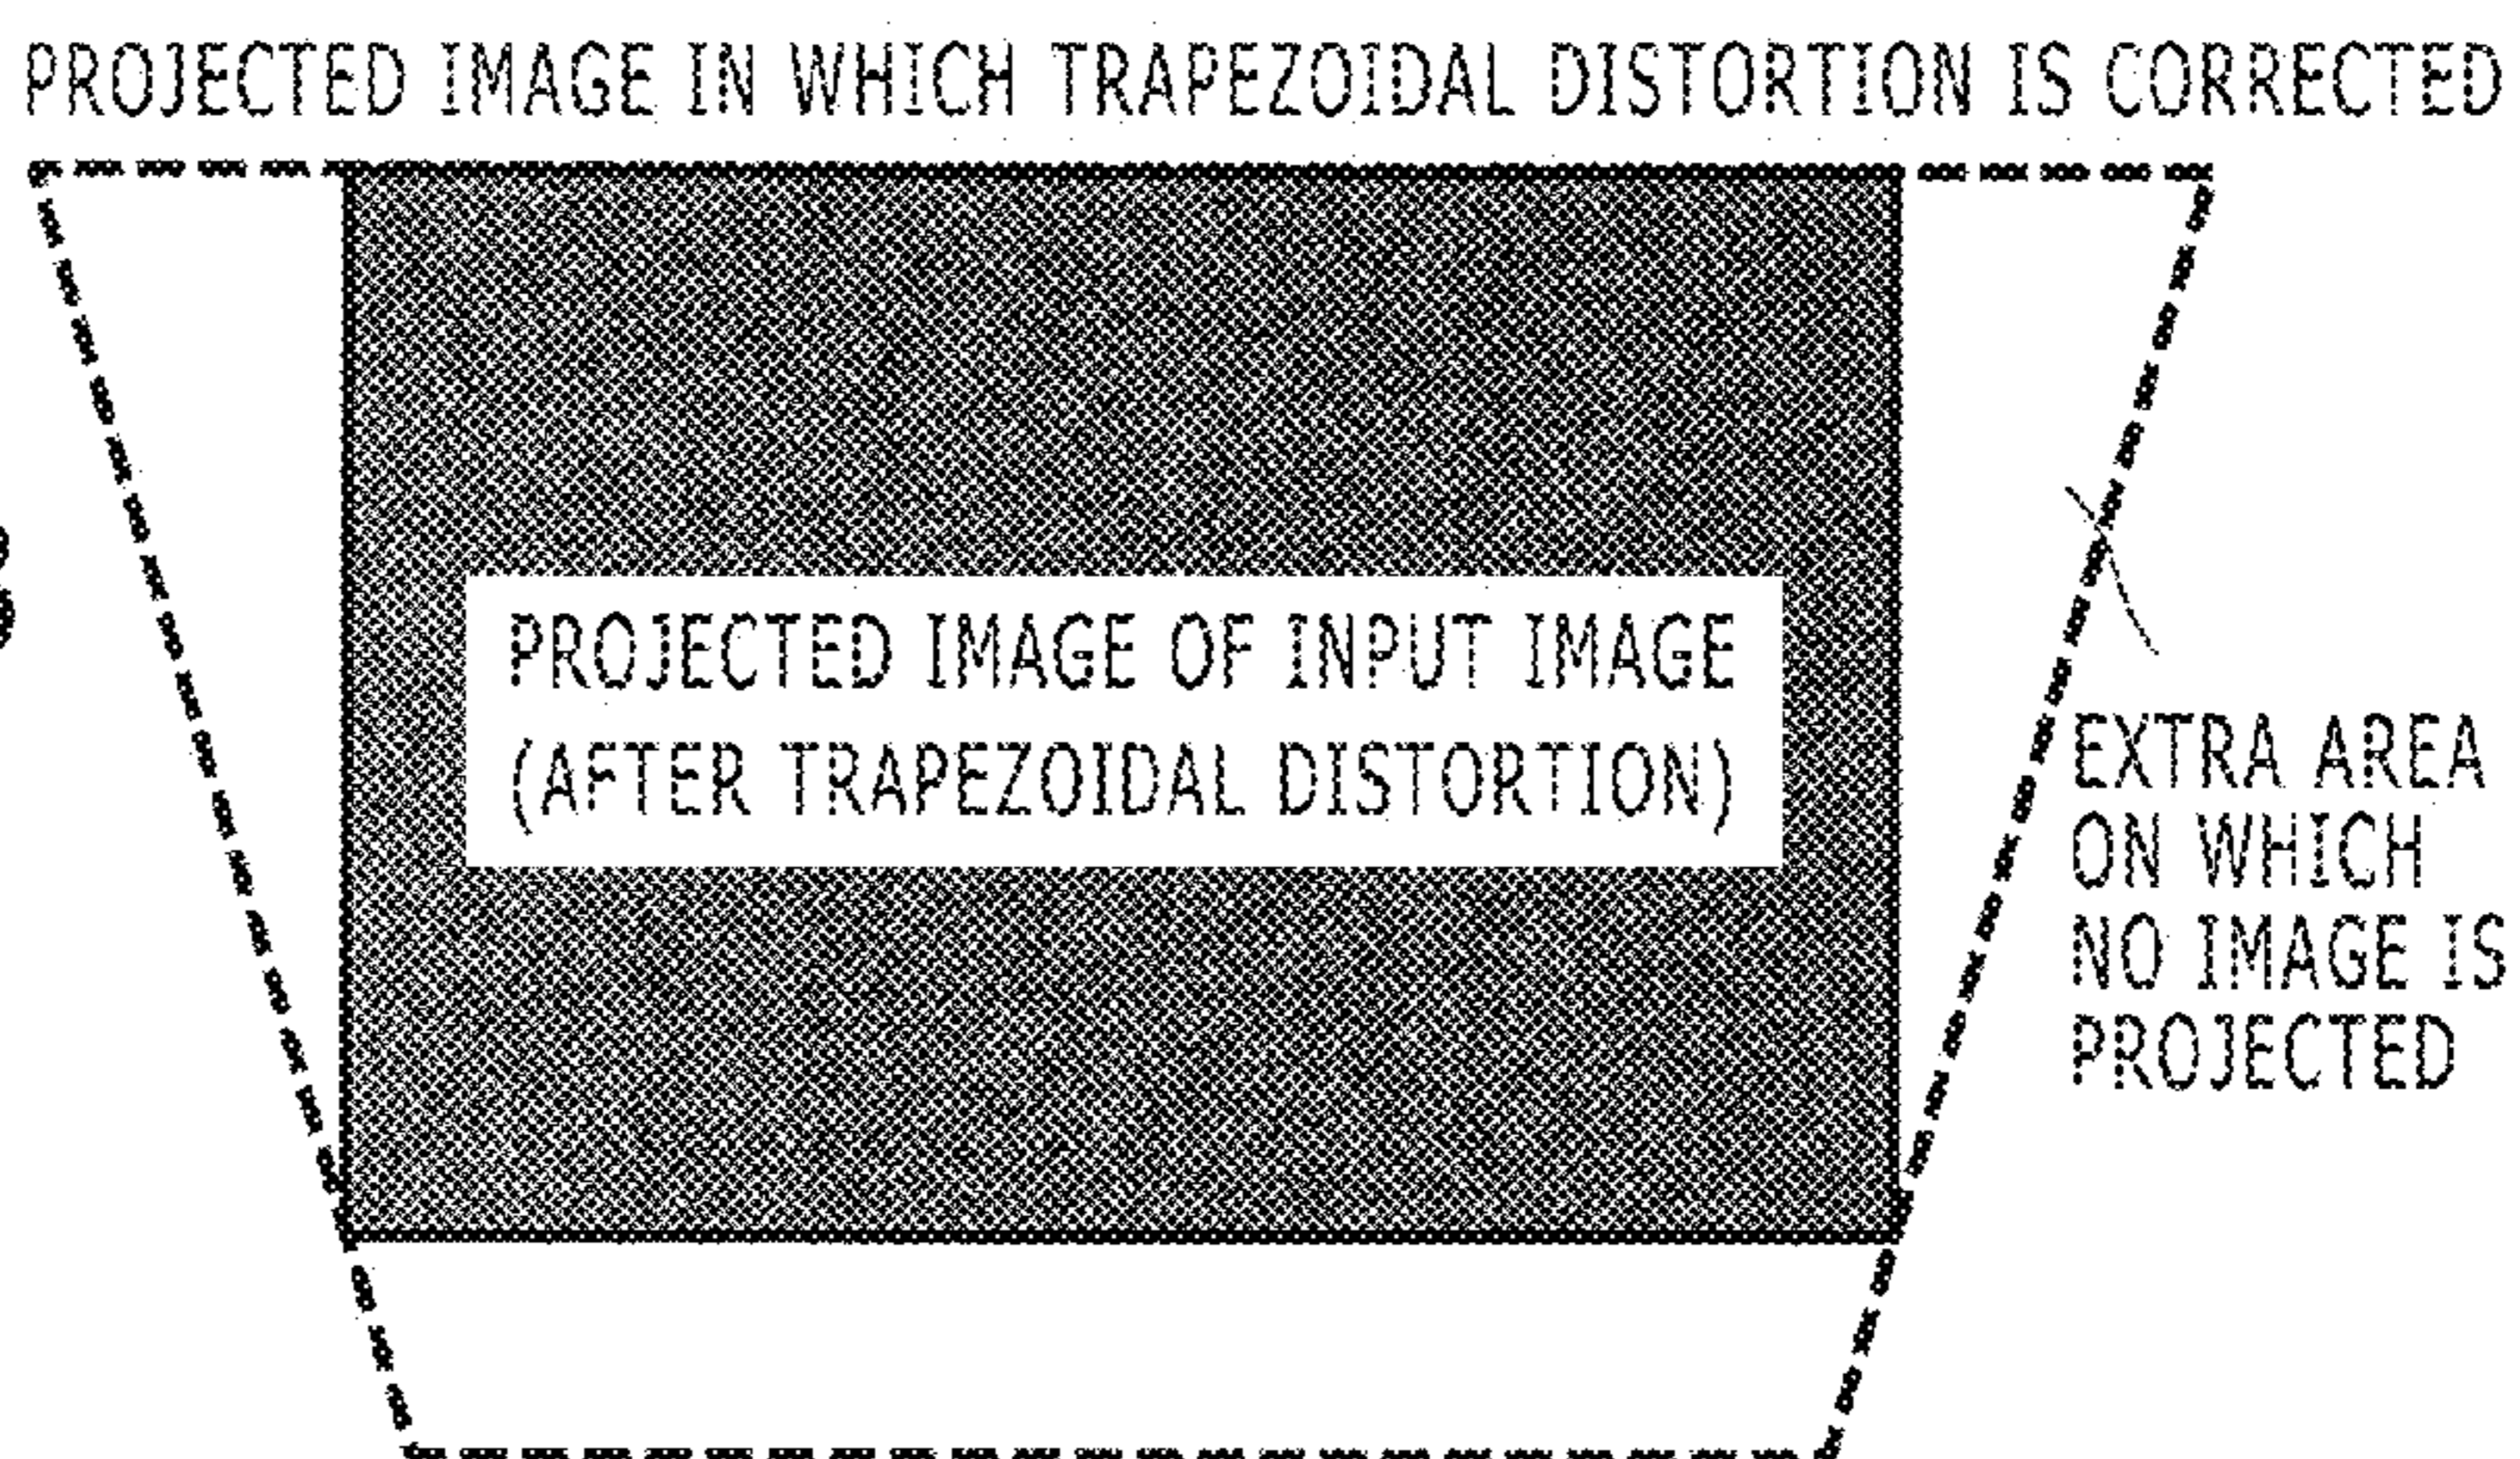 PROJECTED IMAGE IN WHICH TRAPEZOIDAL DISTORTION IS CORRECTED
PROJECTED IMAGE OF INPUT IMAGE
(AFTER TRAPEZOIDAL DISTORTION)
EXTRA AREA
ON WHICH
NO IMAGE IS
PROJECTED